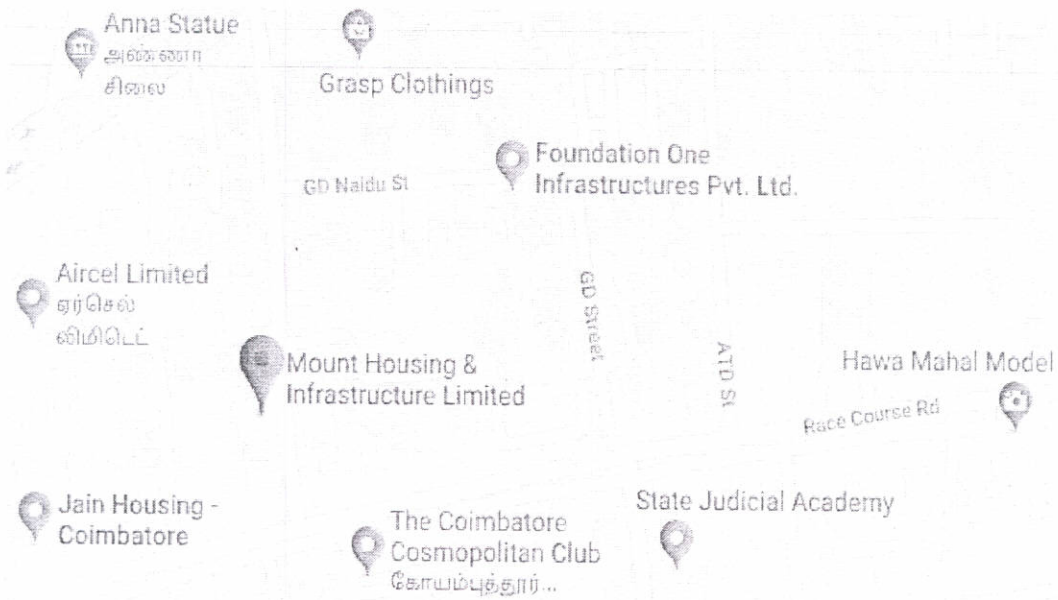 Anna Statue
அண்ணா
சிலை
Grasp Clothings
Foundation One
Infrastructures Pvt. Ltd.
GD Naidu St
Aircel Limited
ஏர்செல்
லிமிடெட்
GD Street
ATD St
Mount Housing &
Infrastructure Limited
Hawa Mahal Model
Race Course Rd
Jain Housing -
Coimbatore
The Coimbatore
Cosmopolitan Club
கோயம்புத்தூர்...
State Judicial Academy